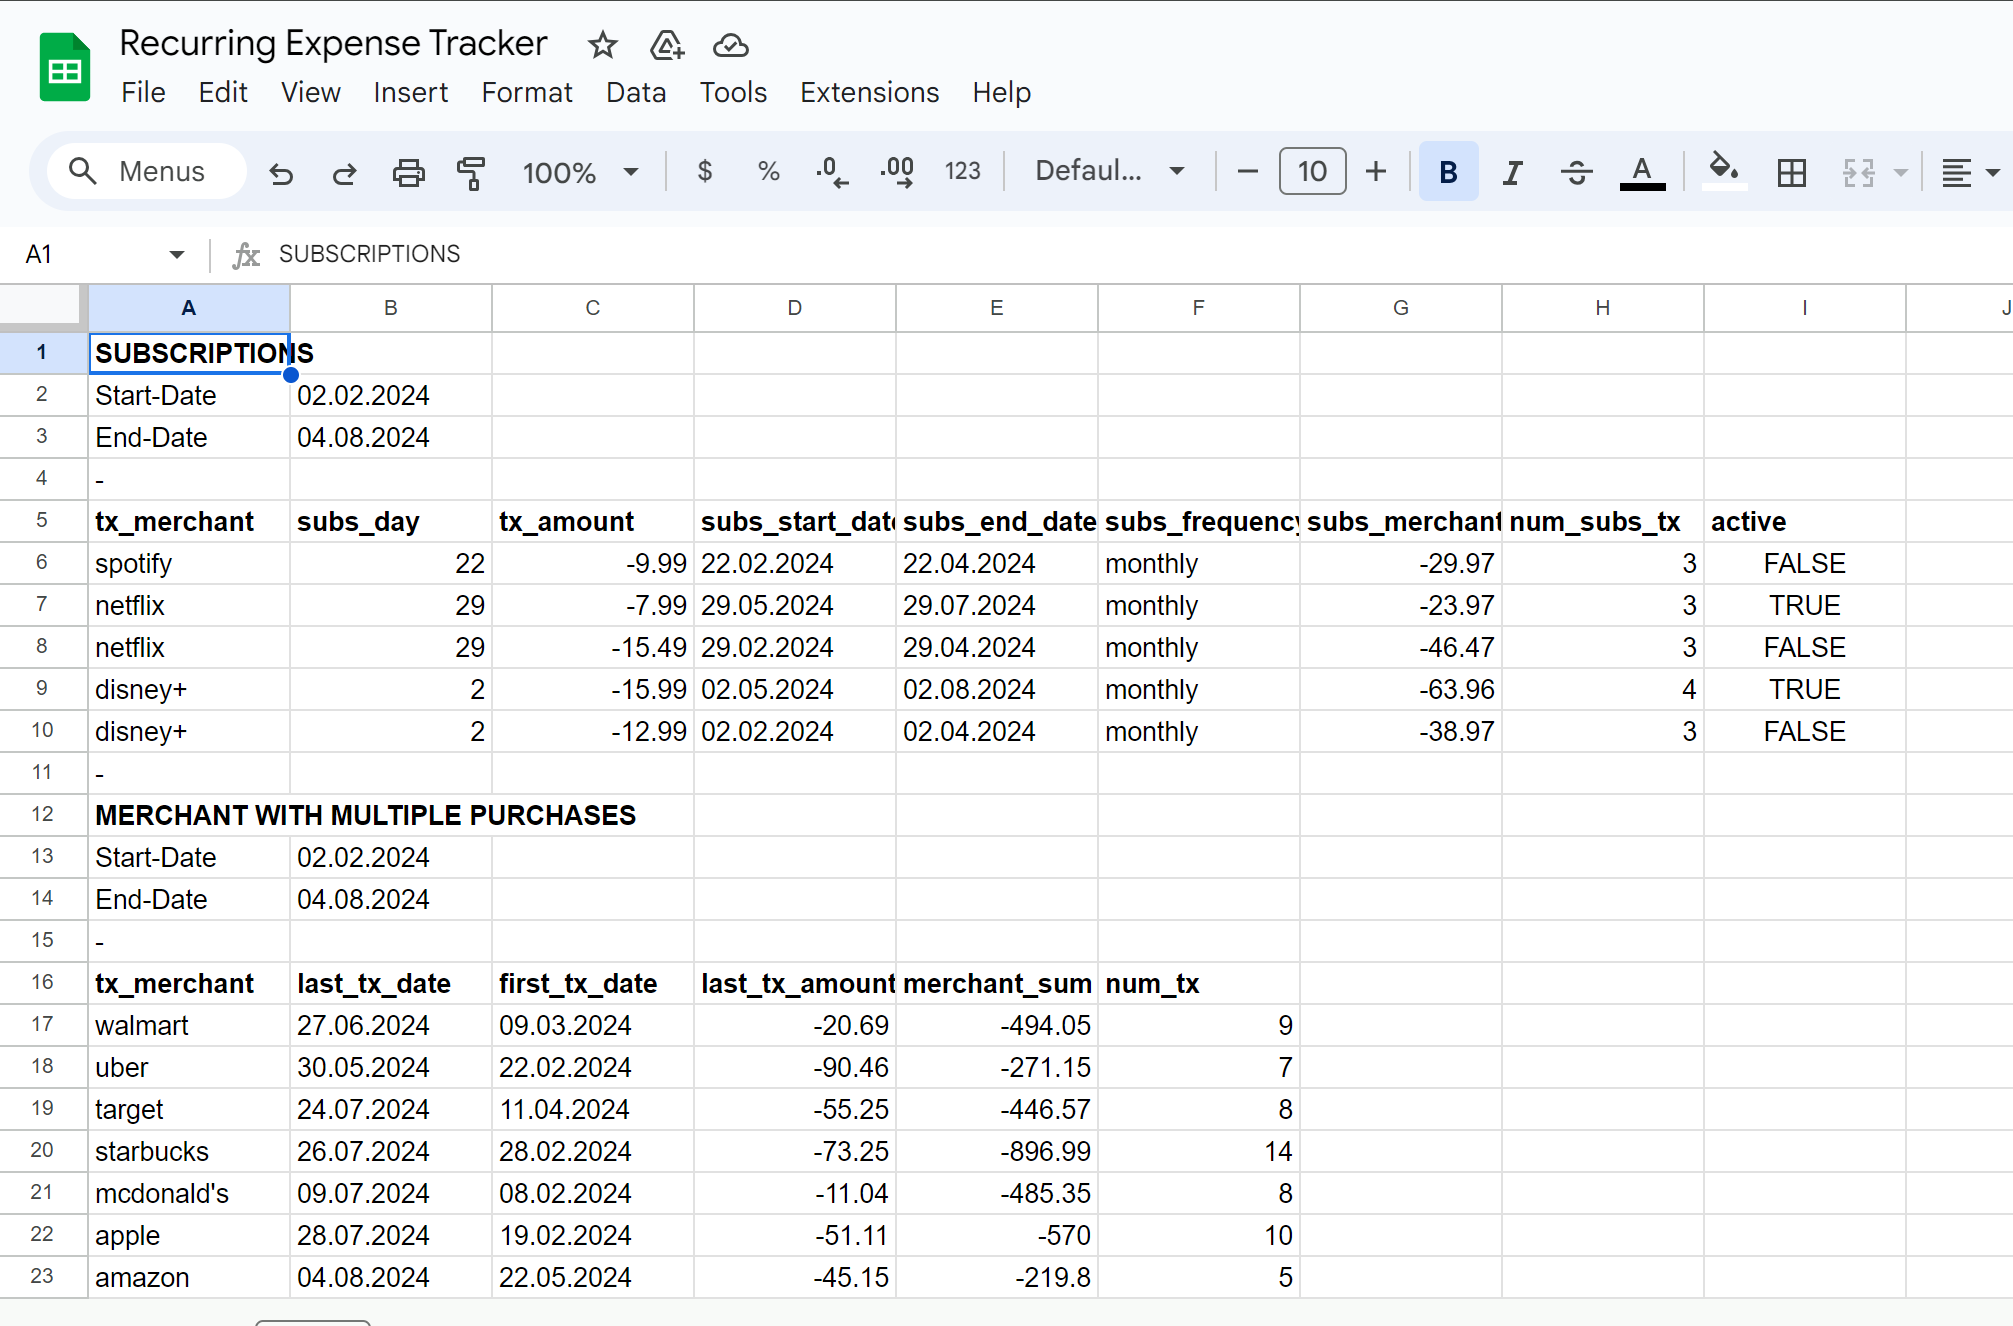 Recurring Expense Tracker
File Edit View Insert Format Data Tools Extensions Help
Menus 100% $ % .0 .00 123 Defaul... 10 B I A
A1 fx SUBSCRIPTIONS
A B C D E F G H I J
1 SUBSCRIPTIONS
2 Start-Date 02.02.2024
3 End-Date 04.08.2024
4 -
5 tx_merchant subs_day tx_amount subs_start_date subs_end_date subs_frequency subs_merchant num_subs_tx active
6 spotify 22 -9.99 22.02.2024 22.04.2024 monthly -29.97 3 FALSE
7 netflix 29 -7.99 29.05.2024 29.07.2024 monthly -23.97 3 TRUE
8 netflix 29 -15.49 29.02.2024 29.04.2024 monthly -46.47 3 FALSE
9 disney+ 2 -15.99 02.05.2024 02.08.2024 monthly -63.96 4 TRUE
10 disney+ 2 -12.99 02.02.2024 02.04.2024 monthly -38.97 3 FALSE
11 -
12 MERCHANT WITH MULTIPLE PURCHASES
13 Start-Date 02.02.2024
14 End-Date 04.08.2024
15 -
16 tx_merchant last_tx_date first_tx_date last_tx_amount merchant_sum num_tx
17 walmart 27.06.2024 09.03.2024 -20.69 -494.05 9
18 uber 30.05.2024 22.02.2024 -90.46 -271.15 7
19 target 24.07.2024 11.04.2024 -55.25 -446.57 8
20 starbucks 26.07.2024 28.02.2024 -73.25 -896.99 14
21 mcdonald's 09.07.2024 08.02.2024 -11.04 -485.35 8
22 apple 28.07.2024 19.02.2024 -51.11 -570 10
23 amazon 04.08.2024 22.05.2024 -45.15 -219.8 5